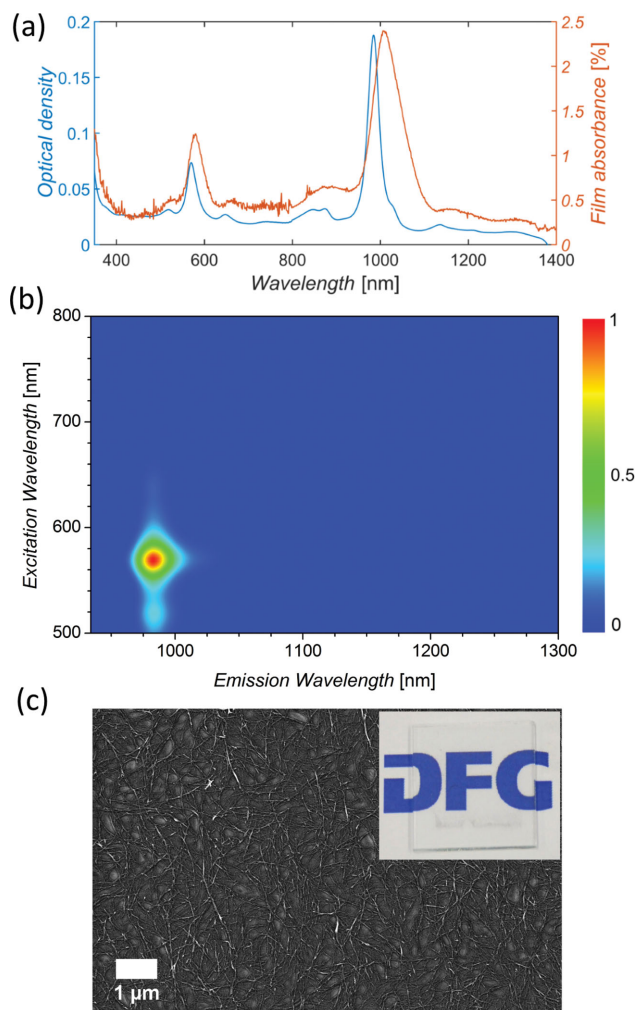 (a)
0.2
0.15
0.1
0.05
0
Optical density
2.5
2
1.5
1
0.5
0
Film absorbance [%]
400 600 800 1000 1200 1400
Wavelength [nm]
(b)
800
700
600
500
Excitation Wavelength [nm]
1000 1100 1200 1300
Emission Wavelength [nm]
1
0.5
0
(c)
DFG
1 µm